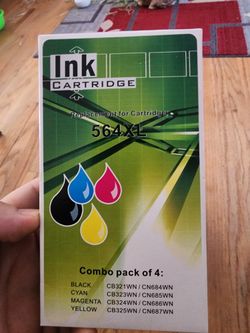 Ink
CARTRIDGE
Replacement for Cartridge
564XL
Combo pack of 4:
BLACK CB321WN / CN684WN
CYAN CB323WN / CN685WN
MAGENTA CB324WN / CN686WN
YELLOW CB325WN / CN687WN